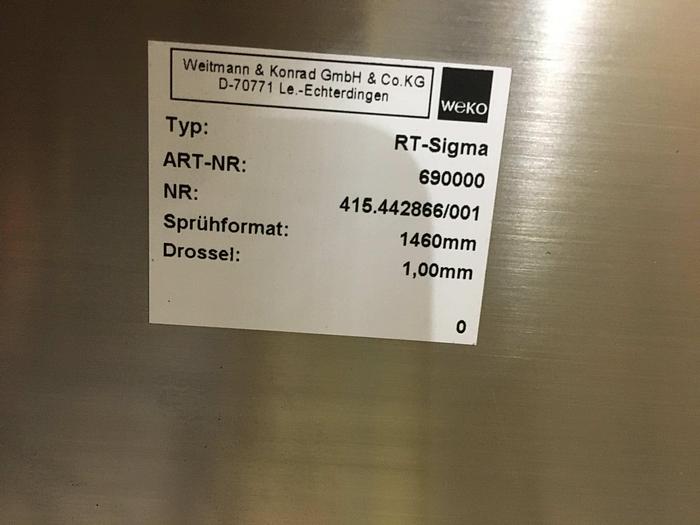 Weitmann & Konrad GmbH & Co.KG
D-70771 Le.-Echterdingen
weko
Typ: RT-Sigma
ART-NR: 690000
NR: 415.442866/001
Sprühformat: 1460mm
Drossel: 1,00mm
0